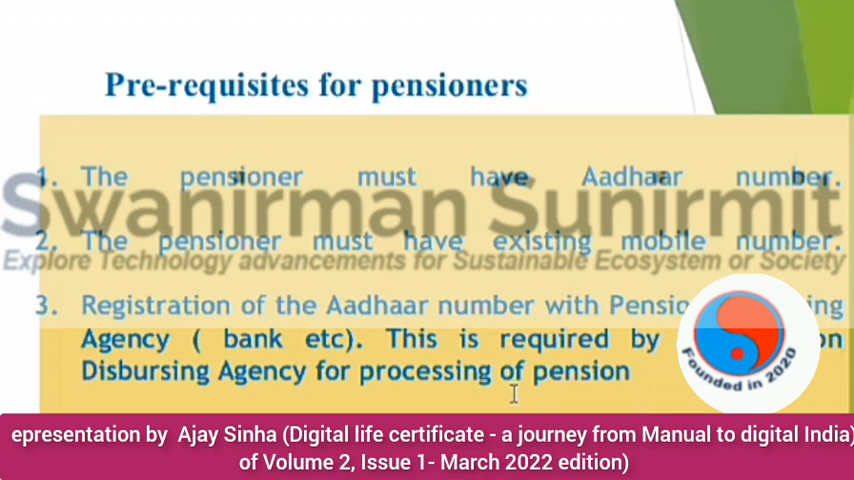 Pre-requisites for pensioners
1. The pensioner must have Aadhaar number.
Swanirman Sunirmit
2. The pensioner must have existing mobile number.
Explore Technology advancements for Sustainable Ecosystem or Society
3. Registration of the Aadhaar number with Pensio ing
Agency ( bank etc). This is required by on
Disbursing Agency for processing of pension
Founded in 2020
epresentation by Ajay Sinha (Digital life certificate - a journey from Manual to digital India)
of Volume 2, Issue 1- March 2022 edition)